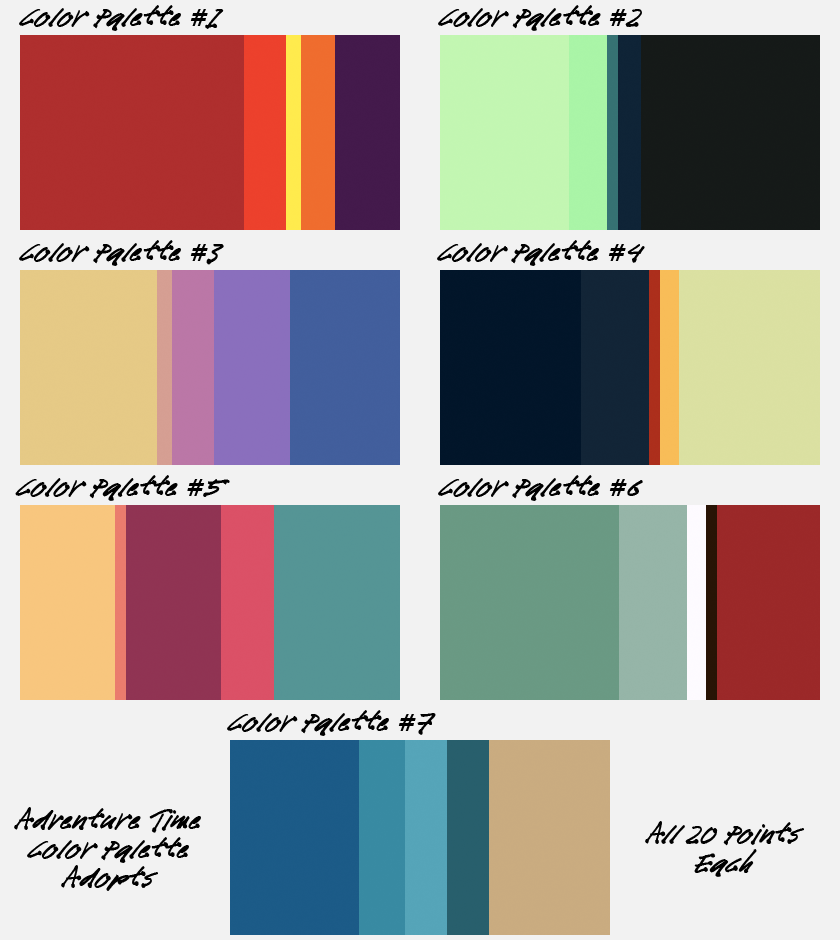 Color Palette #1
Color Palette #2
Color Palette #3
Color Palette #4
Color Palette #5
Color Palette #6
Color Palette #7
Adventure Time
Color Palette
Adopts
All 20 Points
Each